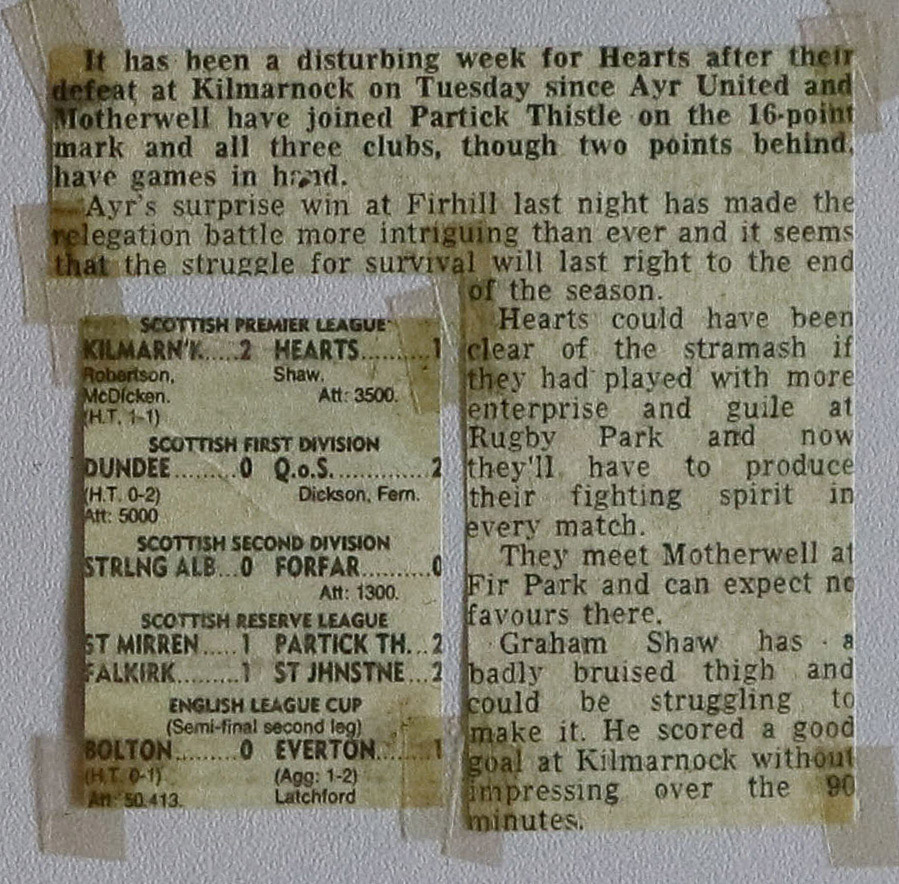 It has been a disturbing week for Hearts after their
defeat at Kilmarnock on Tuesday since Ayr United and
Motherwell have joined Partick Thistle on the 16-point
mark and all three clubs, though two points behind,
have games in hand.
Ayr's surprise win at Firhill last night has made the
relegation battle more intriguing than ever and it seems
that the struggle for survival will last right to the end
of the season.
Hearts could have been
clear of the stramash if
they had played with more
enterprise and guile at
Rugby Park and now
they'll have to produce
their fighting spirit in
every match.
They meet Motherwell at
Fir Park and can expect no
favours there.
Graham Shaw has a
badly bruised thigh and
could be struggling to
make it. He scored a good
goal at Kilmarnock without
impressing over the 90
minutes.
SCOTTISH PREMIER LEAGUE
KILMARN'K.....2 HEARTS..........1
Robertson, Shaw.
McDicken. Att: 3500.
(H.T. 1-1)
SCOTTISH FIRST DIVISION
DUNDEE.........0 Q.o.S..............2
(H.T. 0-2) Dickson, Fern.
Att: 5000
SCOTTISH SECOND DIVISION
STRLNG ALB...0 FORFAR..........0
Att: 1300.
SCOTTISH RESERVE LEAGUE
ST MIRREN.....1 PARTICK TH...2
FALKIRK.........1 ST JHNSTNE...2
ENGLISH LEAGUE CUP
(Semi-final second leg)
BOLTON.........0 EVERTON........1
(H.T. 0-1) (Agg: 1-2)
Att: 50,413. Latchford